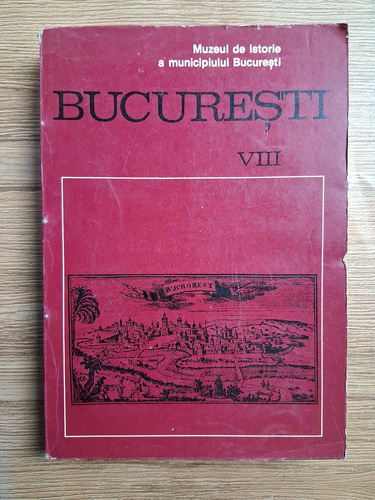 Muzeul de istorie
a municipiului București
BUCUREȘTI
VIII
BUCHOREST